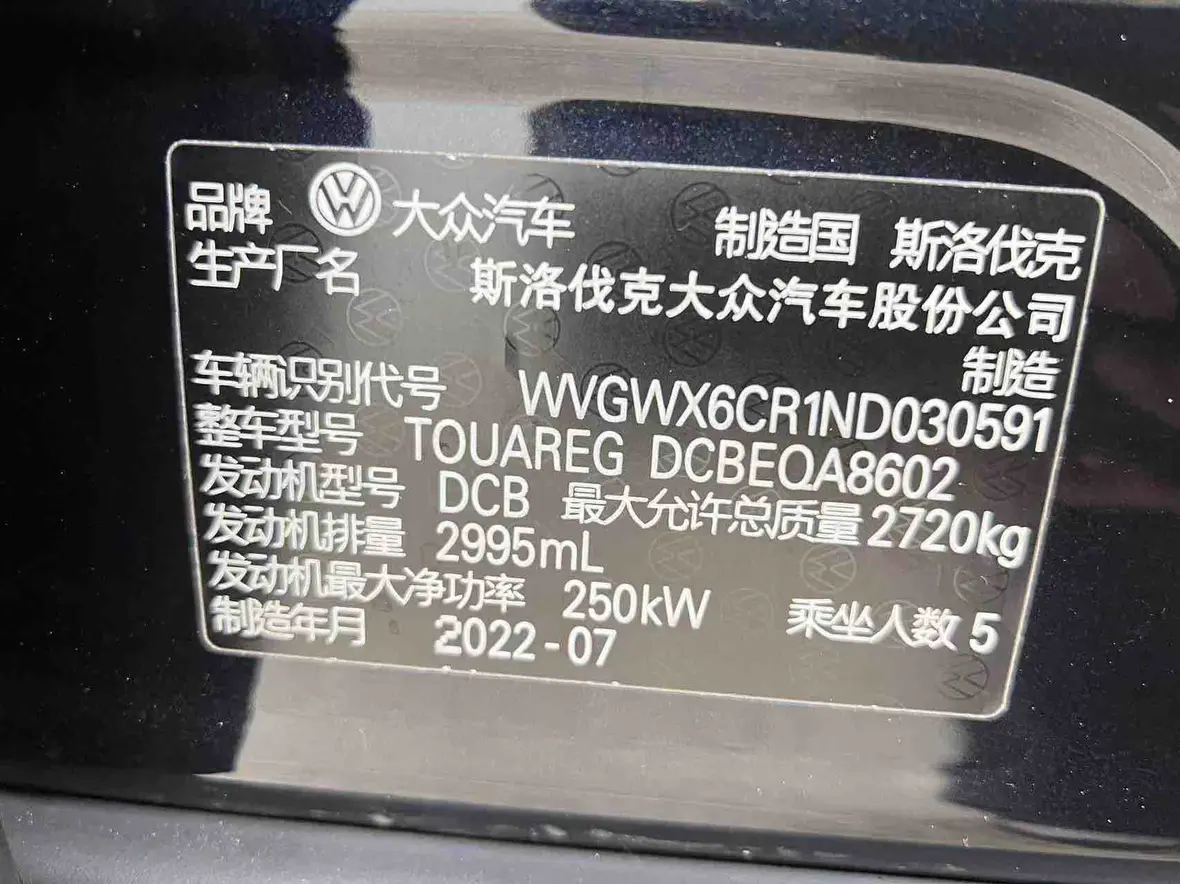 品牌 大众汽车 制造国 斯洛伐克
生产厂名 斯洛伐克大众汽车股份公司
制造
车辆识别代号 WVGWX6CR1ND030591
整车型号 TOUAREG DCBEQA8602
发动机型号 DCB 最大允许总质量 2720kg
发动机排量 2995mL
发动机最大净功率 250kW 乘坐人数 5
制造年月 2022-07